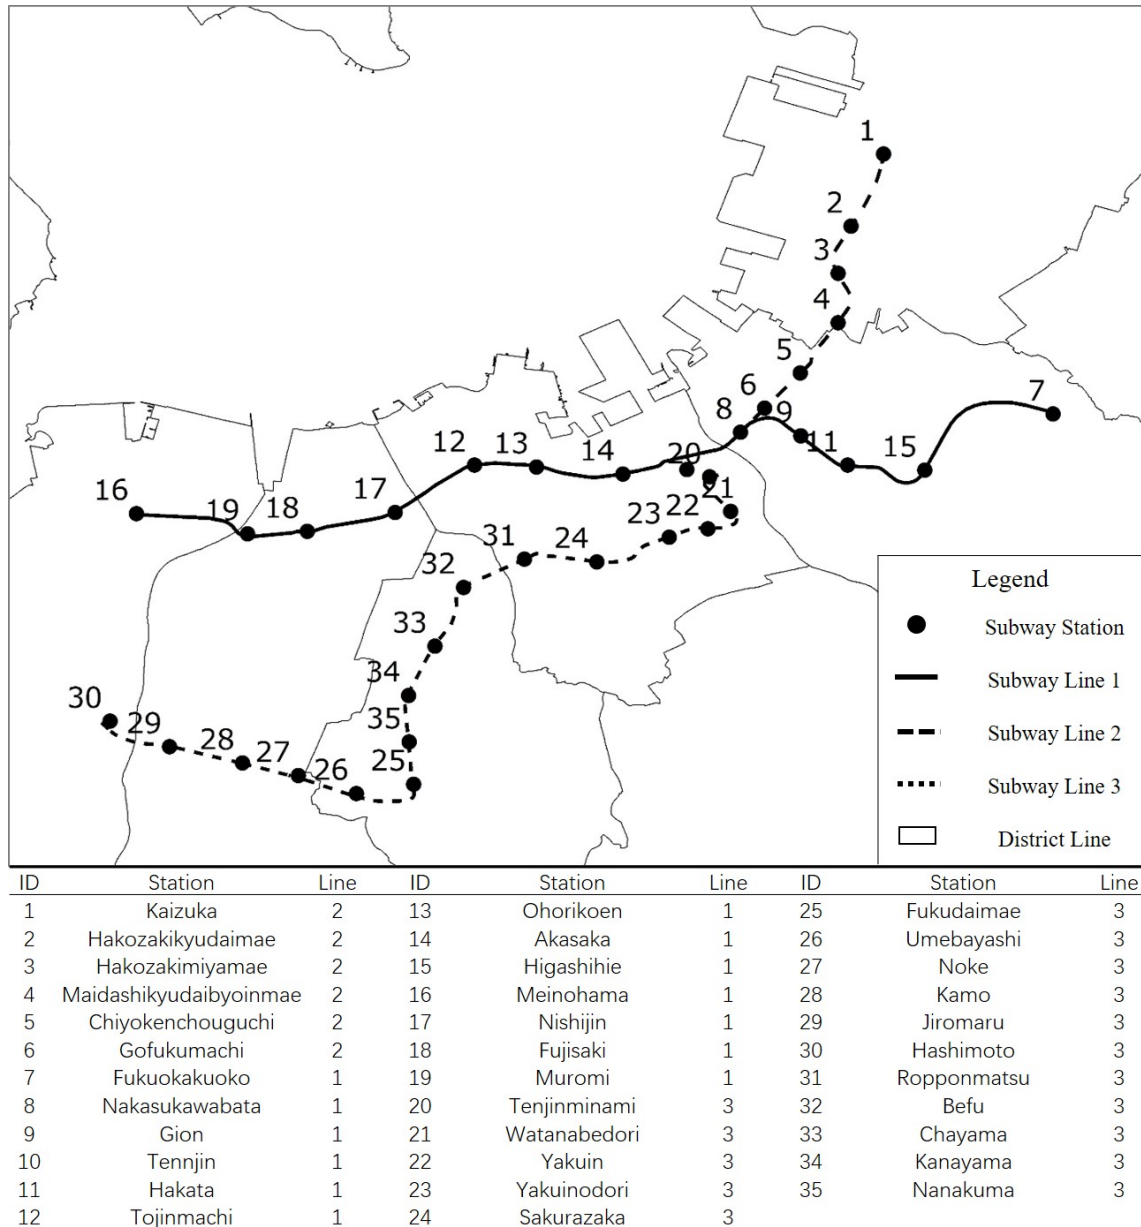 1
2
3
4
5
6
7
8
9
11
12
13
14
15
16
17
18
19
20
21
22
23
24
31
32
33
34
35
25
30
29
28
27
26
Legend
Subway Station
Subway Line 1
Subway Line 2
Subway Line 3
District Line
ID Station Line ID Station Line ID Station Line
1 Kaizuka 2 13 Ohorikoen 1 25 Fukudaimae 3
2 Hakozakikyudaimae 2 14 Akasaka 1 26 Umebayashi 3
3 Hakozakimiyamae 2 15 Higashihie 1 27 Noke 3
4 Maidashikyudaibyoinmae 2 16 Meinohama 1 28 Kamo 3
5 Chiyokenchouguchi 2 17 Nishijin 1 29 Jiromaru 3
6 Gofukumachi 2 18 Fujisaki 1 30 Hashimoto 3
7 Fukuokakuoko 1 19 Muromi 1 31 Ropponmatsu 3
8 Nakasukawabata 1 20 Tenjinminami 3 32 Befu 3
9 Gion 1 21 Watanabedori 3 33 Chayama 3
10 Tennjin 1 22 Yakuin 3 34 Kanayama 3
11 Hakata 1 23 Yakuinodori 3 35 Nanakuma 3
12 Tojinmachi 1 24 Sakurazaka 3